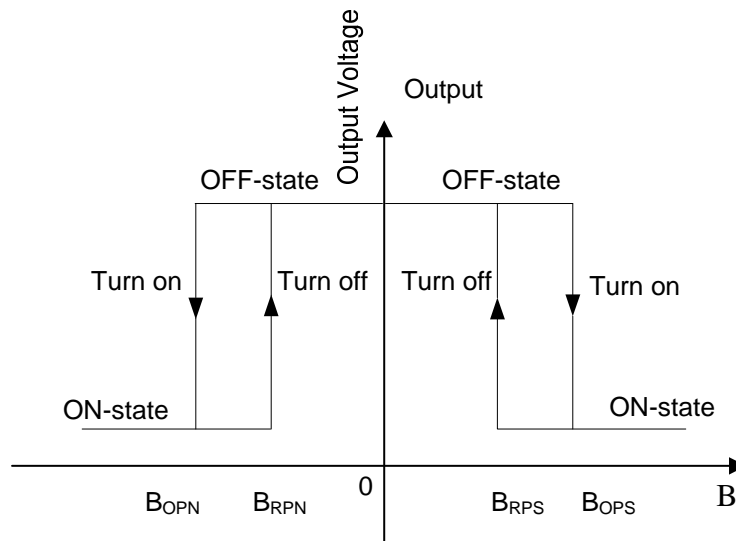 Output Voltage
Output
OFF-state
OFF-state
Turn on
Turn off
Turn off
Turn on
ON-state
ON-state
0
B
BOPN
BRPN
BRPS
BOPS